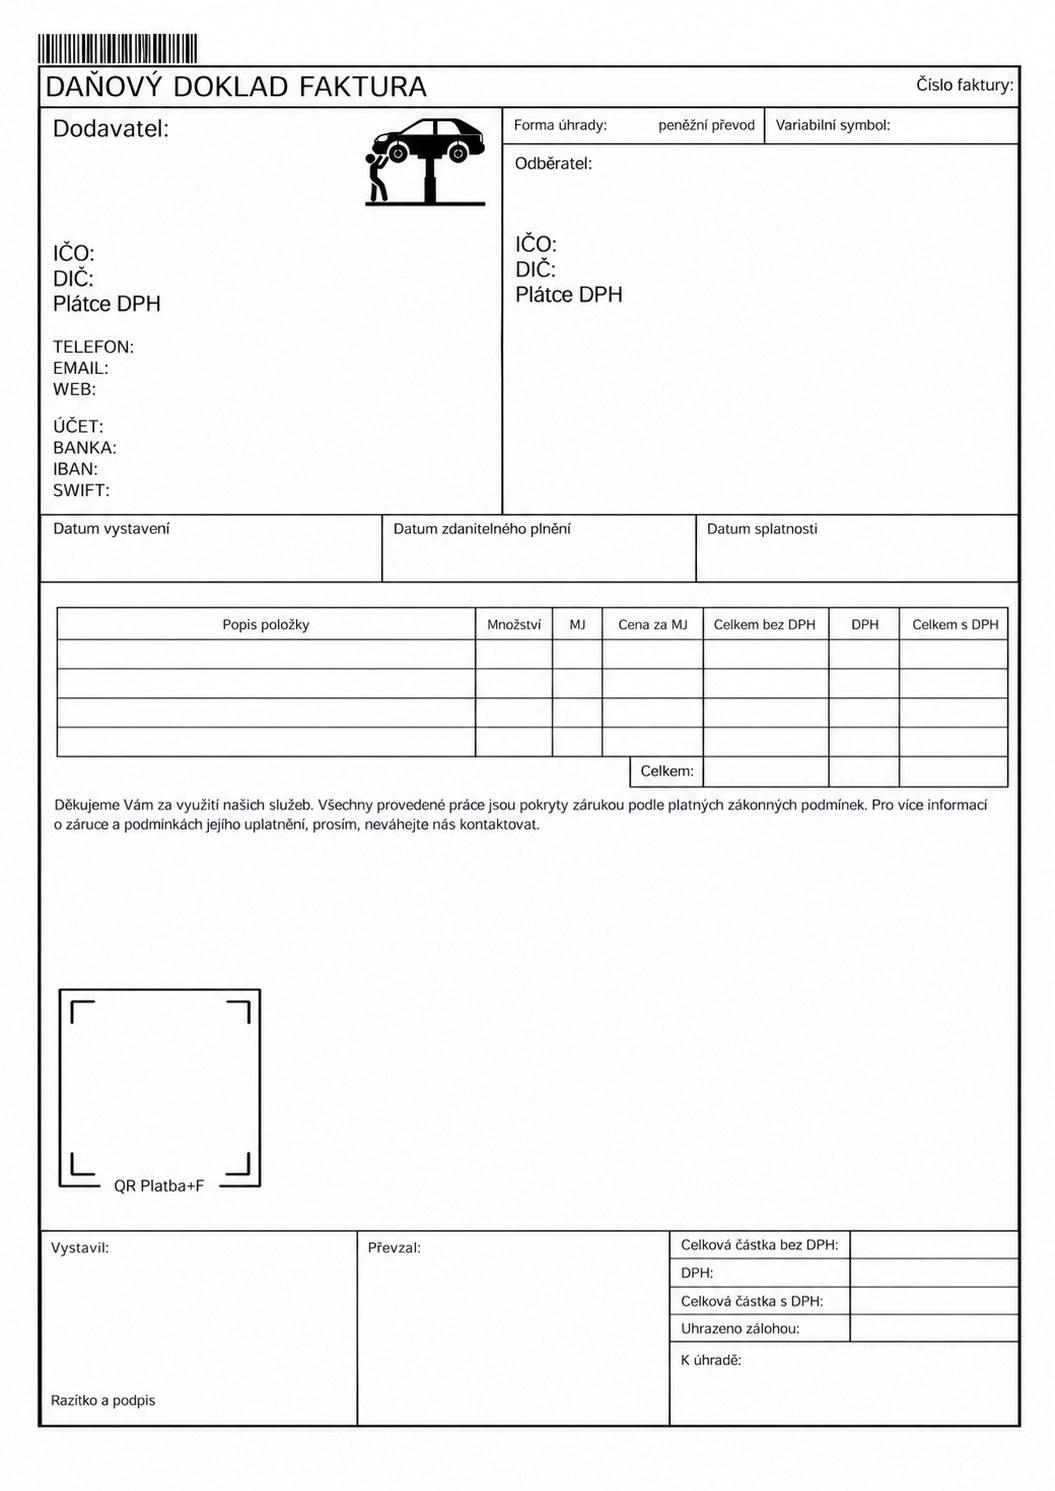 DAŇOVÝ DOKLAD FAKTURA
Číslo faktury:
Dodavatel:
Forma úhrady: peněžní převod
Variabilní symbol:
Odběratel:
IČO:
DIČ:
Plátce DPH
IČO:
DIČ:
Plátce DPH
TELEFON:
EMAIL:
WEB:
ÚČET:
BANKA:
IBAN:
SWIFT:
Datum vystavení
Datum zdanitelného plnění
Datum splatnosti
Popis položky Množství MJ Cena za MJ Celkem bez DPH DPH Celkem s DPH
Celkem:
Děkujeme Vám za využití našich služeb. Všechny provedené práce jsou pokryty zárukou podle platných zákonných podmínek. Pro více informací
o záruce a podmínkách jejího uplatnění, prosím, neváhejte nás kontaktovat.
QR Platba+F
Vystavil:
Razítko a podpis
Převzal:
Celková částka bez DPH:
DPH:
Celková částka s DPH:
Uhrazeno zálohou:
K úhradě: